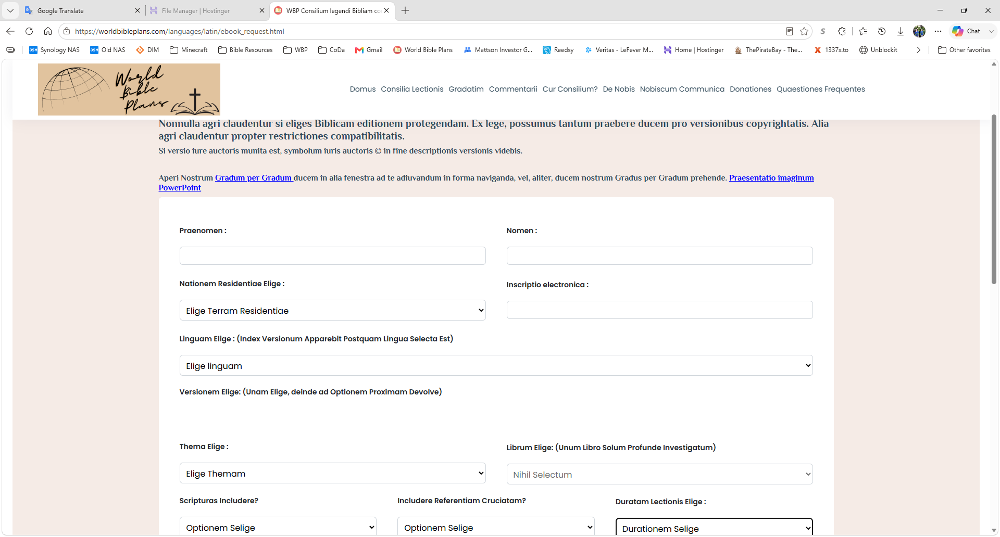 Google Translate
File Manager | Hostinger
WBP Consilium legendi Bibliam co
https://worldbibleplans.com/languages/latin/ebook_request.html
Chat
Synology NAS
Old NAS
DIM
Minecraft
Bible Resources
WBP
CoDa
Gmail
World Bible Plans
Mattson Investor G...
Reedsy
Veritas - LeFever M...
Home | Hostinger
ThePirateBay - The...
1337x.to
Unblockit
Other favorites
World
Bible
Plans
Domus Consilia Lectionis Gradatim Commentarii Cur Consilium? De Nobis Nobiscum Communica Donationes Quaestiones Frequentes
Nonnulla agri claudentur si eliges Biblicam editionem protegendam. Ex lege, possumus tantum praebere ducem pro versionibus copyrightatis. Alia
agri claudentur propter restrictiones compatibilitatis.
Si versio iure auctoris munita est, symbolum iuris auctoris © in fine descriptionis versionis videbis.
Aperi Nostrum Gradum per Gradum ducem in alia fenestra ad te adiuvandum in forma naviganda, vel, aliter, ducem nostrum Gradus per Gradum prehende. Praesentatio imaginum
PowerPoint
Praenomen :
Nomen :
Nationem Residentiae Elige :
Inscriptio electronica :
Elige Terram Residentiae
Linguam Elige : (Index Versionum Apparebit Postquam Lingua Selecta Est)
Elige linguam
Versionem Elige: (Unam Elige, deinde ad Optionem Proximam Devolve)
Thema Elige :
Librum Elige: (Unum Libro Solum Profunde Investigatum)
Elige Themam
Nihil Selectum
Scripturas Includere?
Includere Referentiam Cruciatam?
Duratam Lectionis Elige :
Optionem Selige
Optionem Selige
Durationem Selige